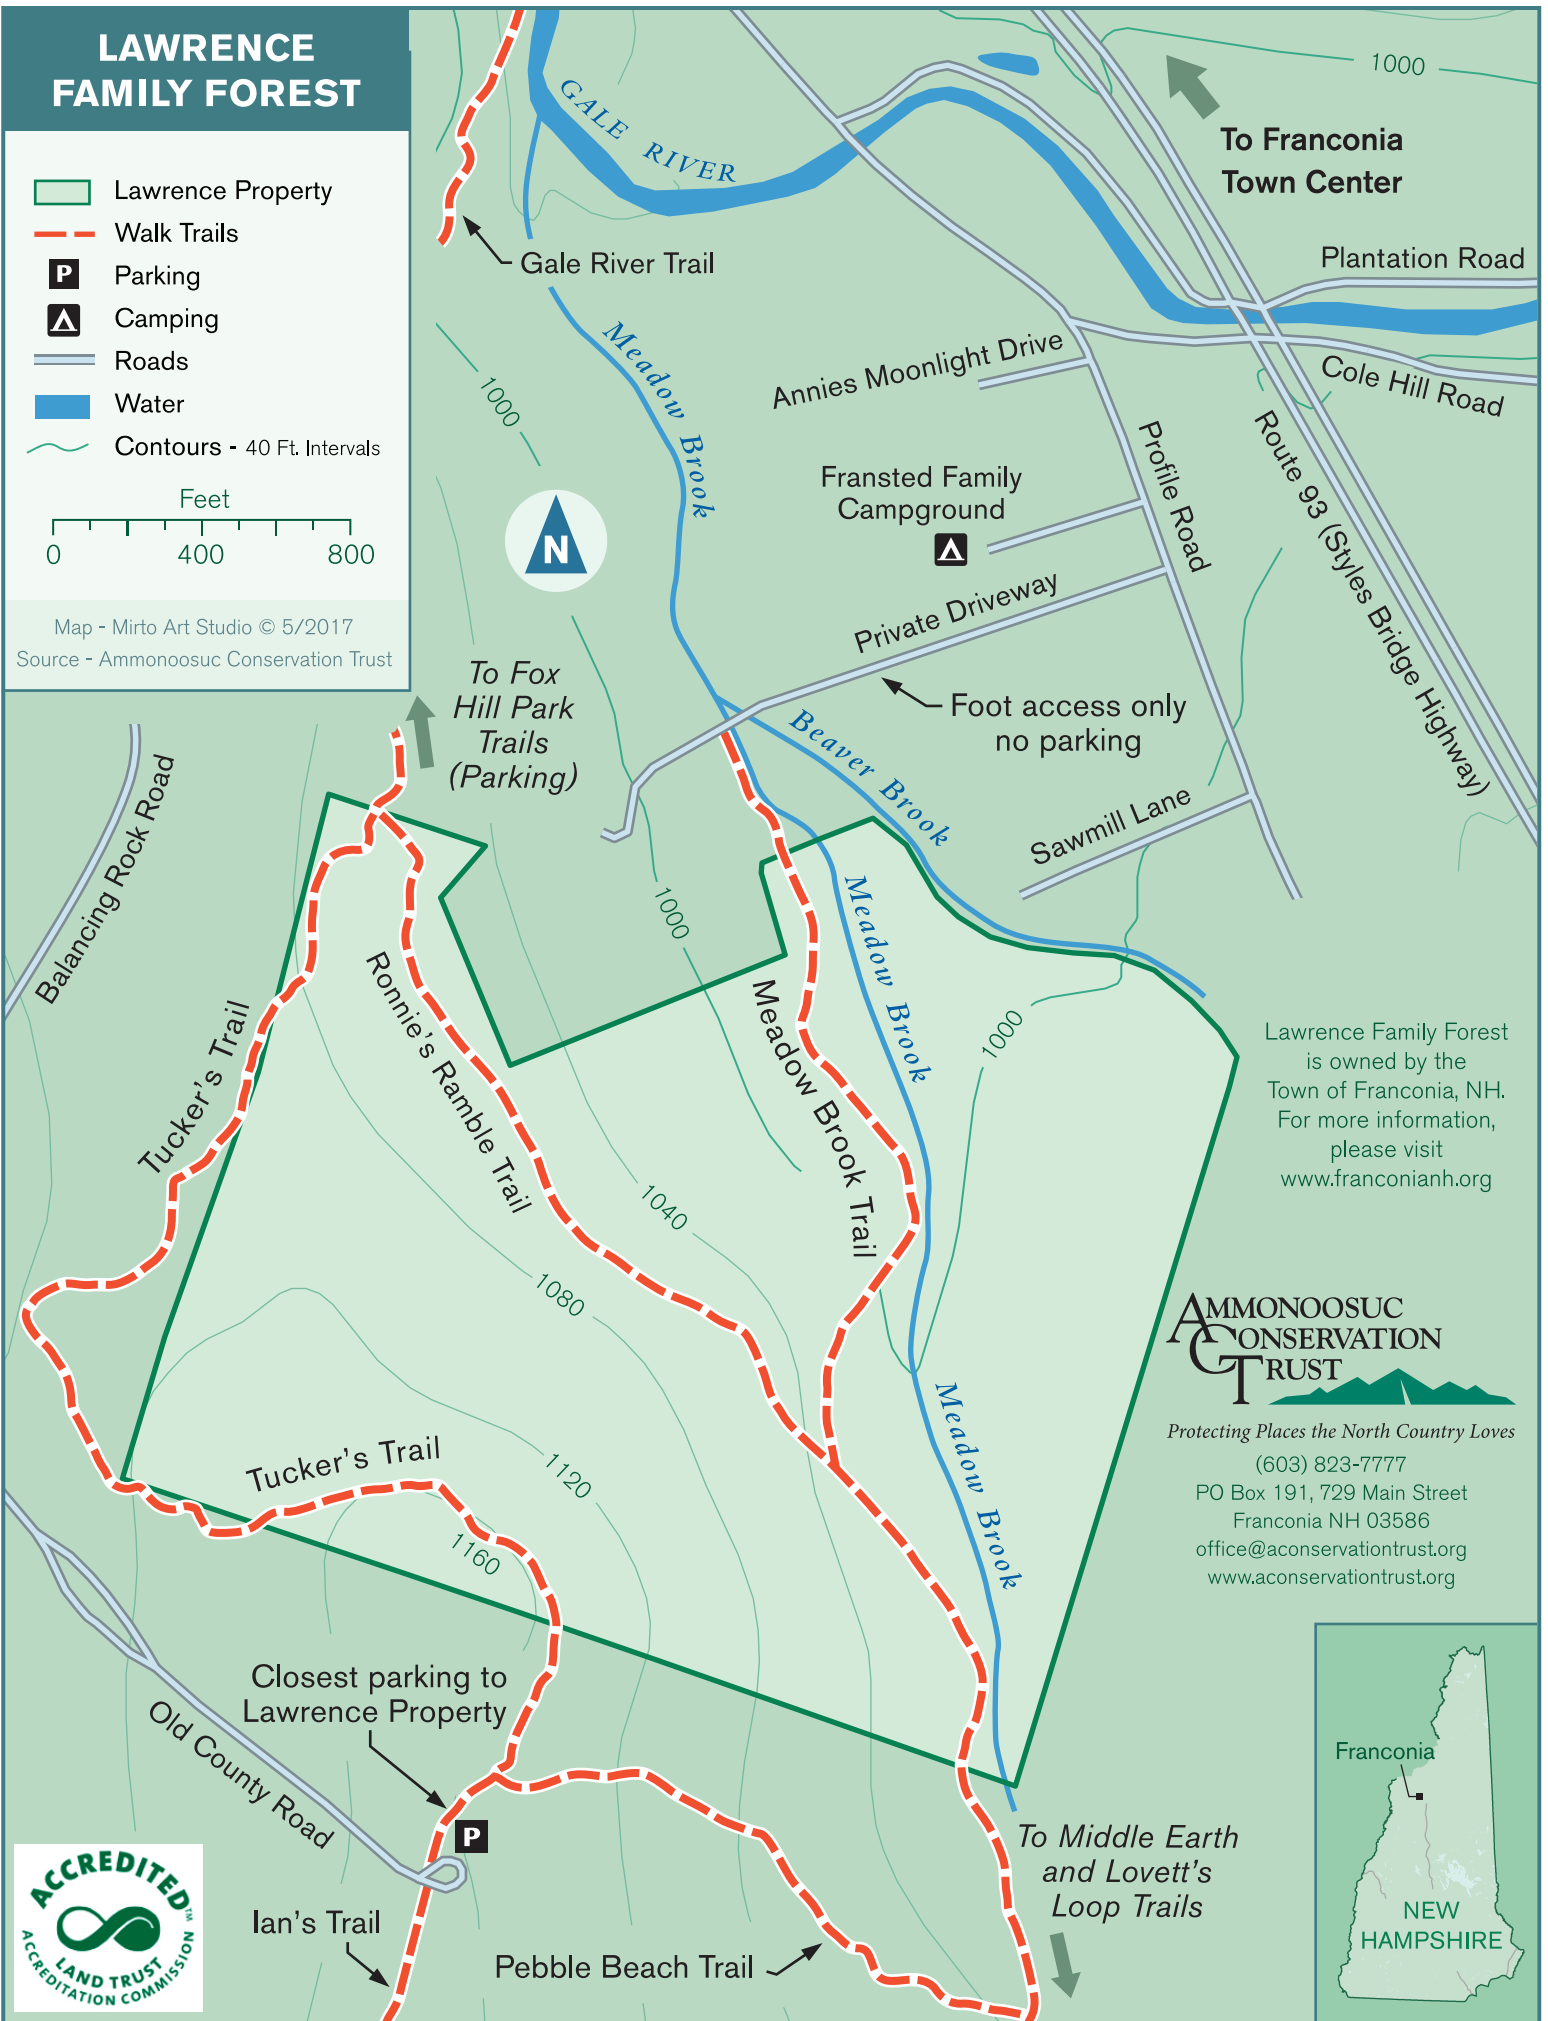 LAWRENCE
FAMILY FOREST
Lawrence Property
Walk Trails
P
Parking
Camping
Roads
Water
Contours - 40 Ft. Intervals
Feet
0 400 800
Map - Mirto Art Studio © 5/2017
Source - Ammonoosuc Conservation Trust
GALE RIVER
1000
To Franconia
Town Center
Gale River Trail
Plantation Road
Meadow Brook
Annies Moonlight Drive
Cole Hill Road
1000
Profile Road
Route 93 (Styles Bridge Highway)
Fransted Family
Campground
N
Private Driveway
To Fox
Hill Park
Trails
(Parking)
Foot access only
no parking
Beaver Brook
Balancing Rock Road
Sawmill Lane
1000
Meadow Brook
Ronnie's Ramble Trail
Meadow Brook Trail
Tucker's Trail
1000
Lawrence Family Forest
is owned by the
Town of Franconia, NH.
For more information,
please visit
www.franconianh.org
1040
1080
AMMONOOSUC
CONSERVATION
TRUST
Protecting Places the North Country Loves
(603) 823-7777
PO Box 191, 729 Main Street
Franconia NH 03586
office@aconservationtrust.org
www.aconservationtrust.org
Meadow Brook
Tucker's Trail
1120
1160
Closest parking to
Lawrence Property
Old County Road
P
Franconia
NEW
HAMPSHIRE
To Middle Earth
and Lovett's
Loop Trails
Ian's Trail
Pebble Beach Trail
ACCREDITED™
LAND TRUST
ACCREDITATION COMMISSION